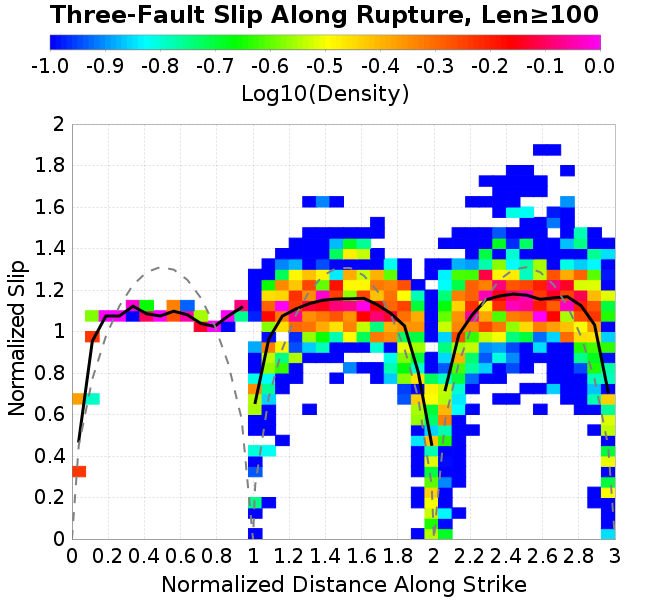 Three-Fault Slip Along Rupture, Len≥100
-1.0 -0.9 -0.8 -0.7 -0.6 -0.5 -0.4 -0.3 -0.2 -0.1 0.0
Log10(Density)
2
1.8
1.6
1.4
1.2
1
0.8
0.6
0.4
0.2
0
Normalized Slip
0 0.2 0.4 0.6 0.8 1 1.2 1.4 1.6 1.8 2 2.2 2.4 2.6 2.8 3
Normalized Distance Along Strike